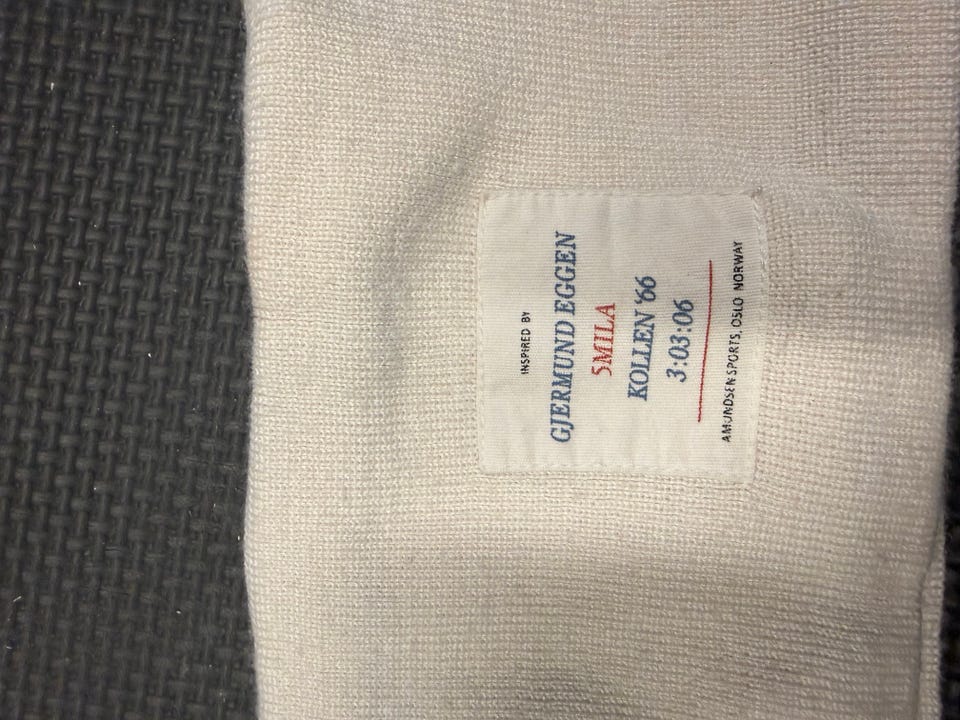 INSPIRED BY
GJERMUND EGGEN
5MILA
KOLLEN '66
3:03:06
AMUNDSEN SPORTS, OSLO NORWAY